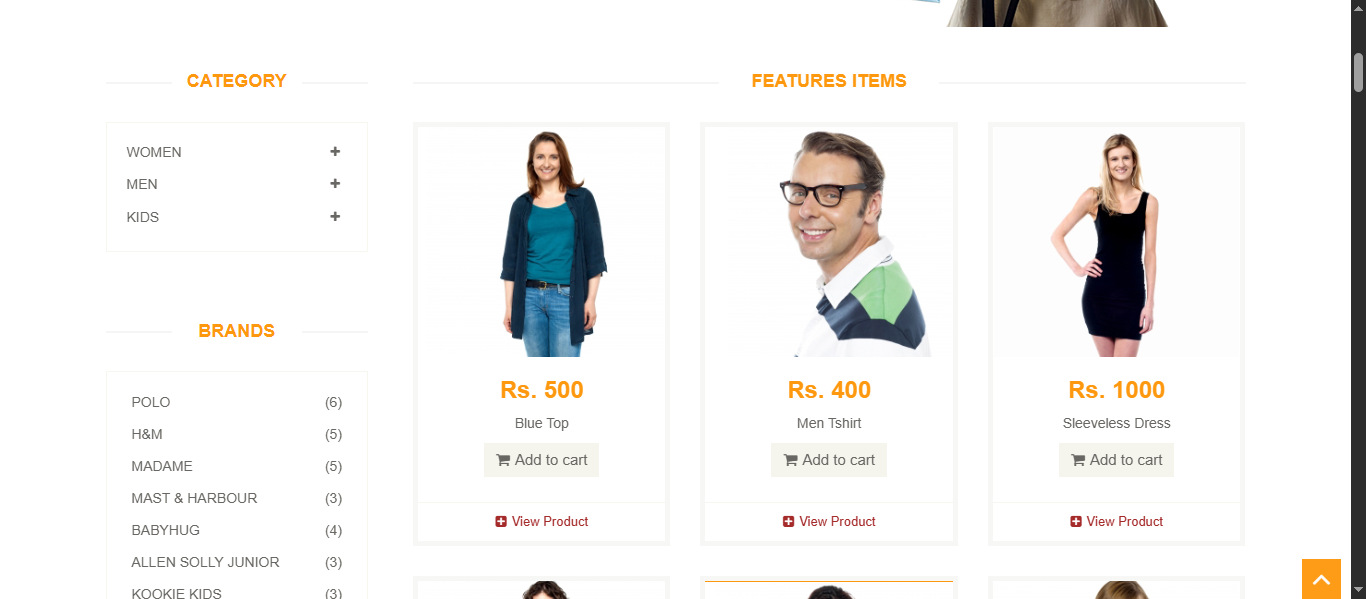 CATEGORY
WOMEN
MEN
KIDS
BRANDS
POLO (6)
H&M (5)
MADAME (5)
MAST & HARBOUR (3)
BABYHUG (4)
ALLEN SOLLY JUNIOR (3)
KOOKIE KIDS (3)
FEATURES ITEMS
Rs. 500
Blue Top
Add to cart
View Product
Rs. 400
Men Tshirt
Add to cart
View Product
Rs. 1000
Sleeveless Dress
Add to cart
View Product